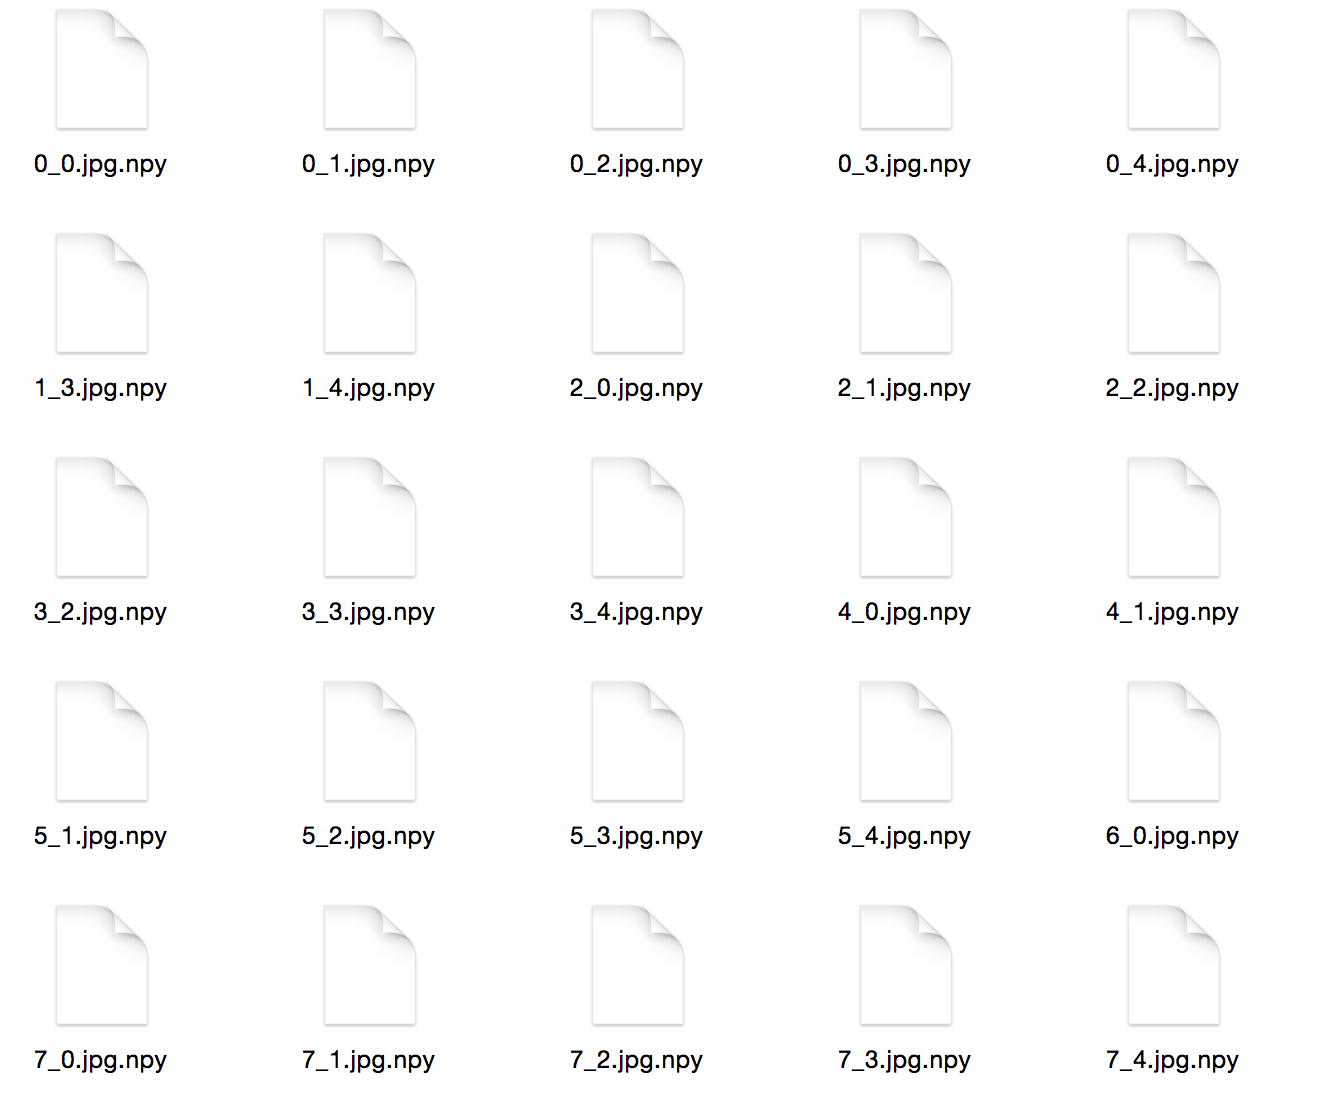 0_0.jpg.npy 0_1.jpg.npy 0_2.jpg.npy 0_3.jpg.npy 0_4.jpg.npy
1_3.jpg.npy 1_4.jpg.npy 2_0.jpg.npy 2_1.jpg.npy 2_2.jpg.npy
3_2.jpg.npy 3_3.jpg.npy 3_4.jpg.npy 4_0.jpg.npy 4_1.jpg.npy
5_1.jpg.npy 5_2.jpg.npy 5_3.jpg.npy 5_4.jpg.npy 6_0.jpg.npy
7_0.jpg.npy 7_1.jpg.npy 7_2.jpg.npy 7_3.jpg.npy 7_4.jpg.npy